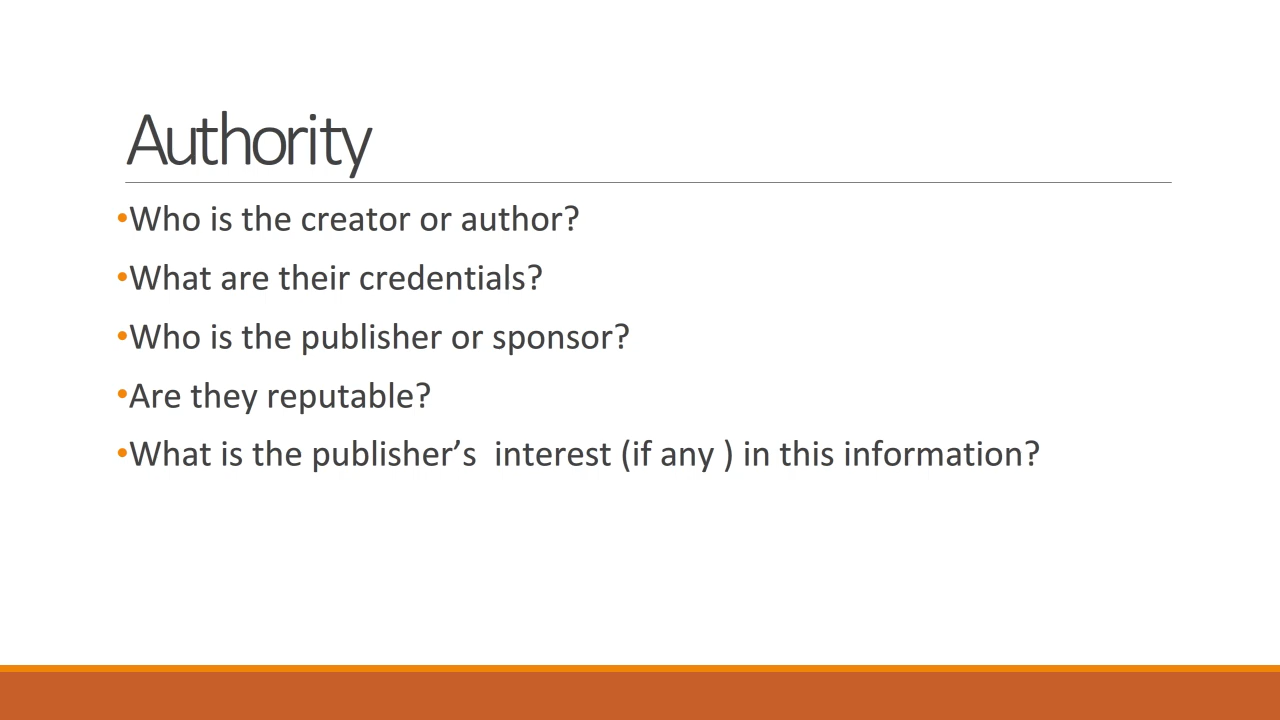 Authority
•Who is the creator or author?
•What are their credentials?
•Who is the publisher or sponsor?
•Are they reputable?
•What is the publisher’s  interest (if any ) in this information?